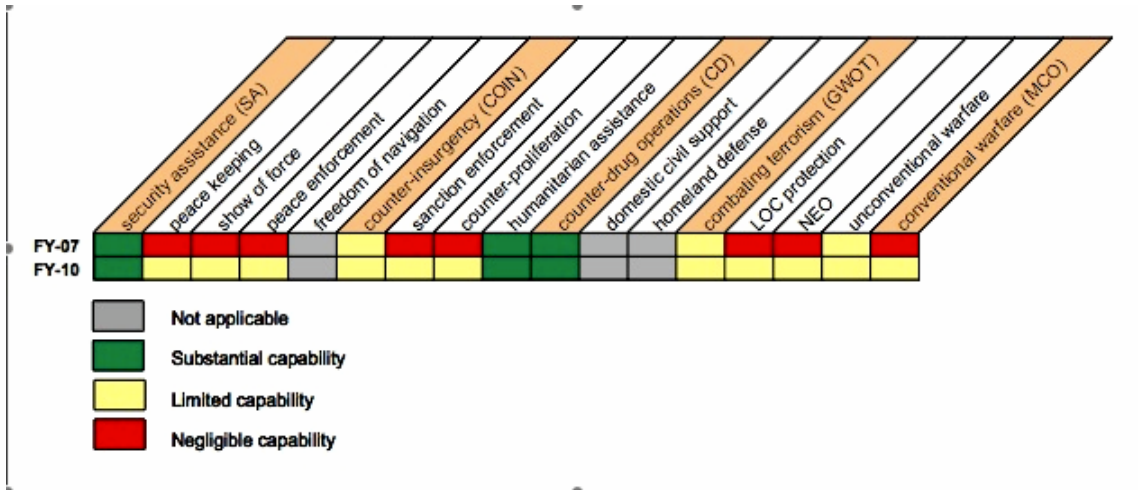 security assistance (SA)
peace keeping
show of force
peace enforcement
freedom of navigation
counter-insurgency (COIN)
sanction enforcement
counter-proliferation
humanitarian assistance
counter-drug operations (CD)
domestic civil support
homeland defense
combating terrorism (GWOT)
LOC protection
NEO
unconventional warfare
conventional warfare (MCO)
FY-07
FY-10
Not applicable
Substantial capability
Limited capability
Negligible capability